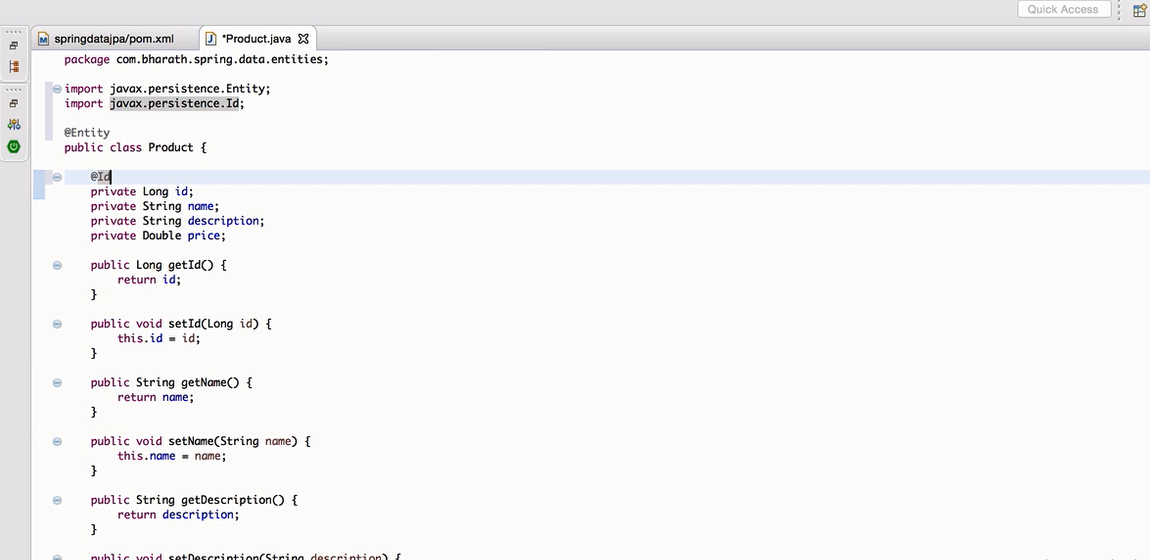 Quick Access
springdatajpa/pom.xml
*Product.java
package com.bharath.spring.data.entities;
import javax.persistence.Entity;
import javax.persistence.Id;
@Entity
public class Product {
@Id
private Long id;
private String name;
private String description;
private Double price;
public Long getId() {
return id;
}
public void setId(Long id) {
this.id = id;
}
public String getName() {
return name;
}
public void setName(String name) {
this.name = name;
}
public String getDescription() {
return description;
}
public void setDescription(String description) {